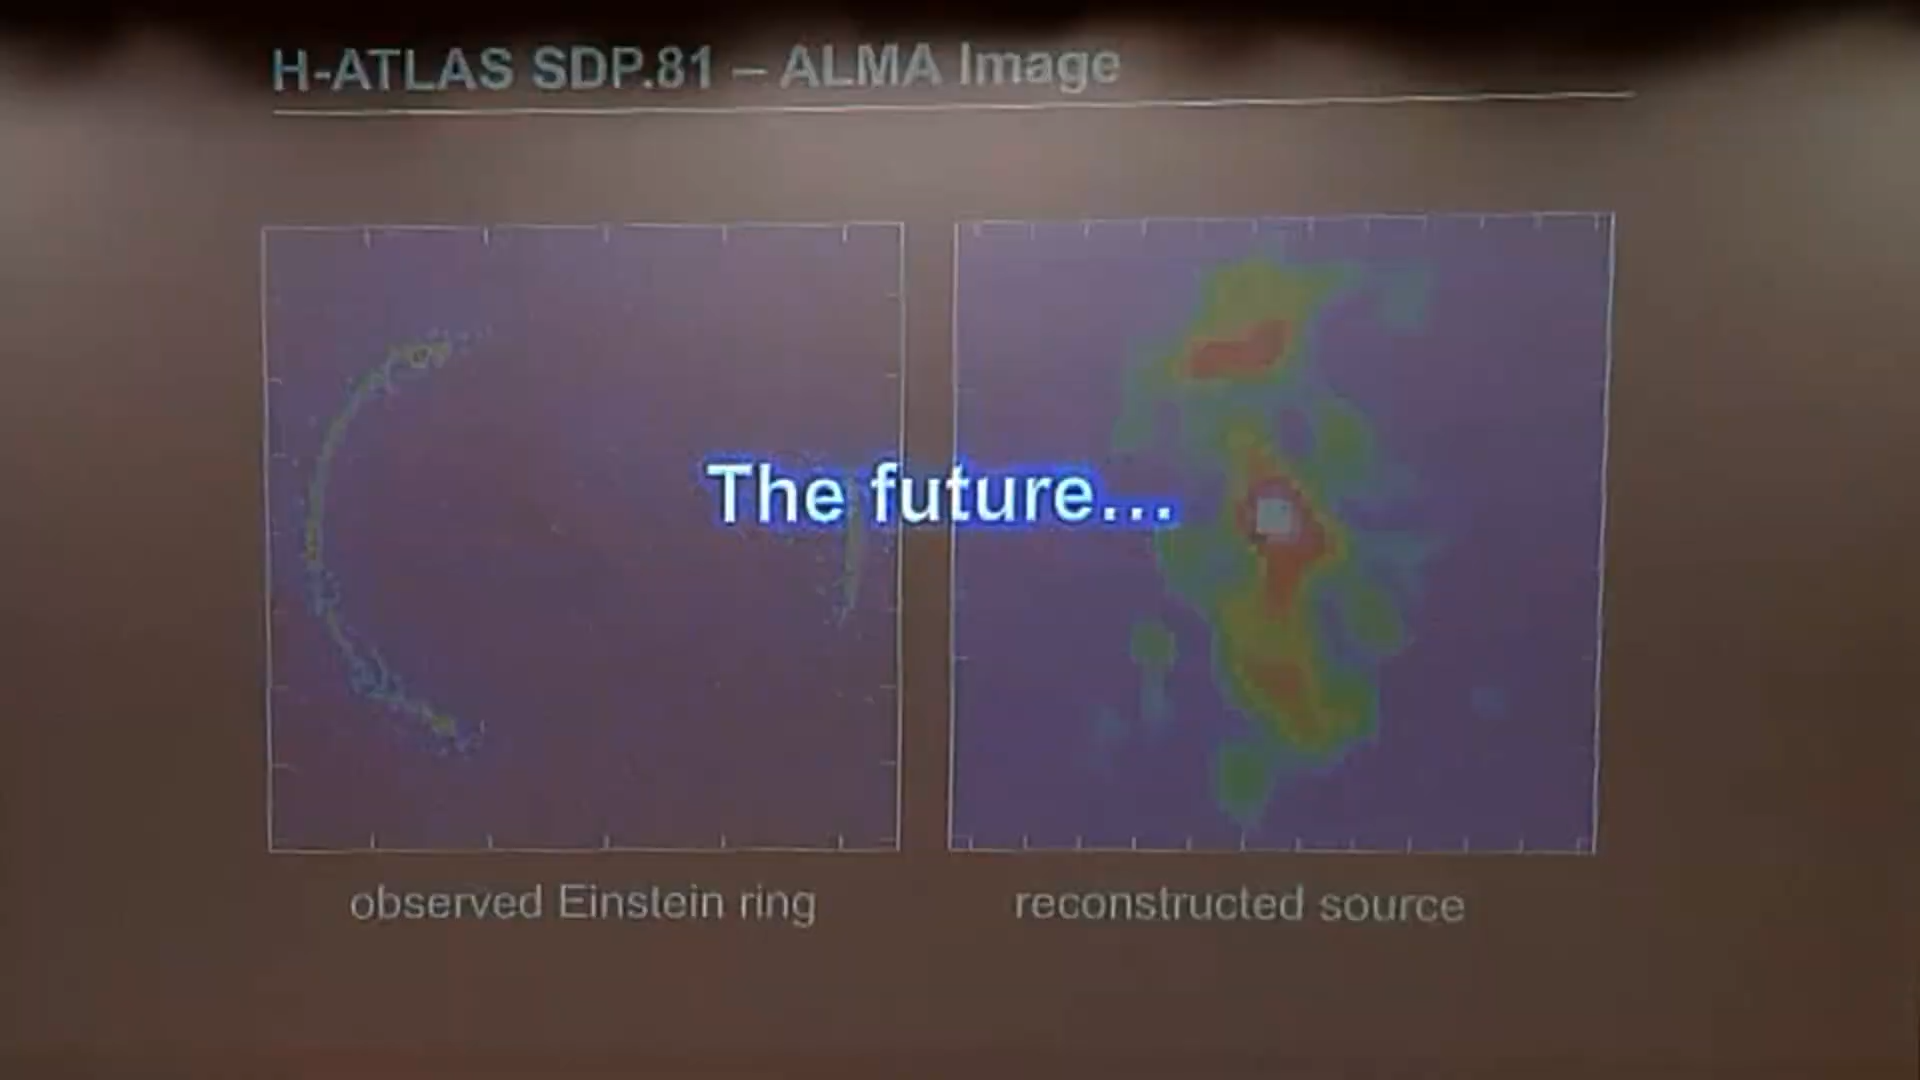 H-ATLAS SDP.81 – ALMA Image
The future...
observed Einstein ring
reconstructed source